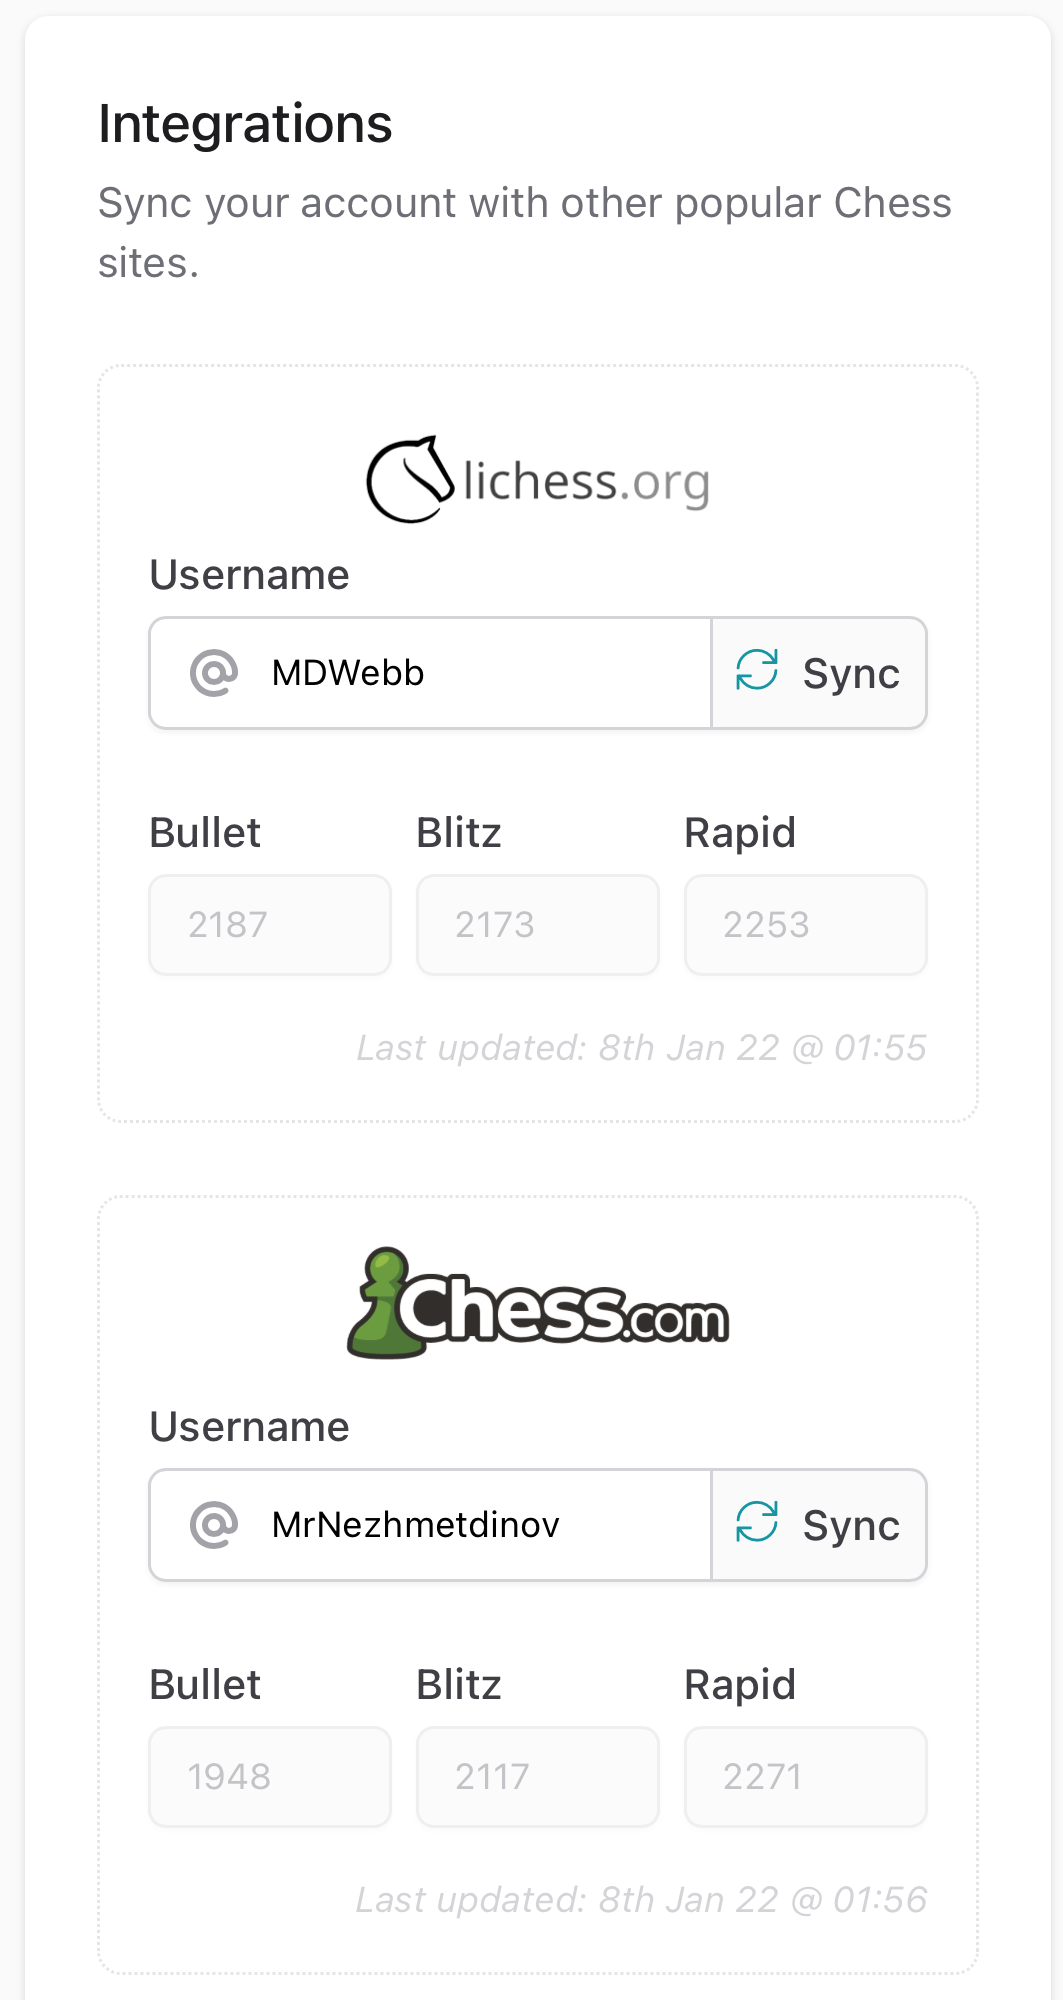 Integrations
Sync your account with other popular Chess
sites.
lichess.org
Username
@ MDWebb Sync
Bullet Blitz Rapid
2187 2173 2253
Last updated: 8th Jan 22 @ 01:55
Chess.com
Username
@ MrNezhmetdinov Sync
Bullet Blitz Rapid
1948 2117 2271
Last updated: 8th Jan 22 @ 01:56